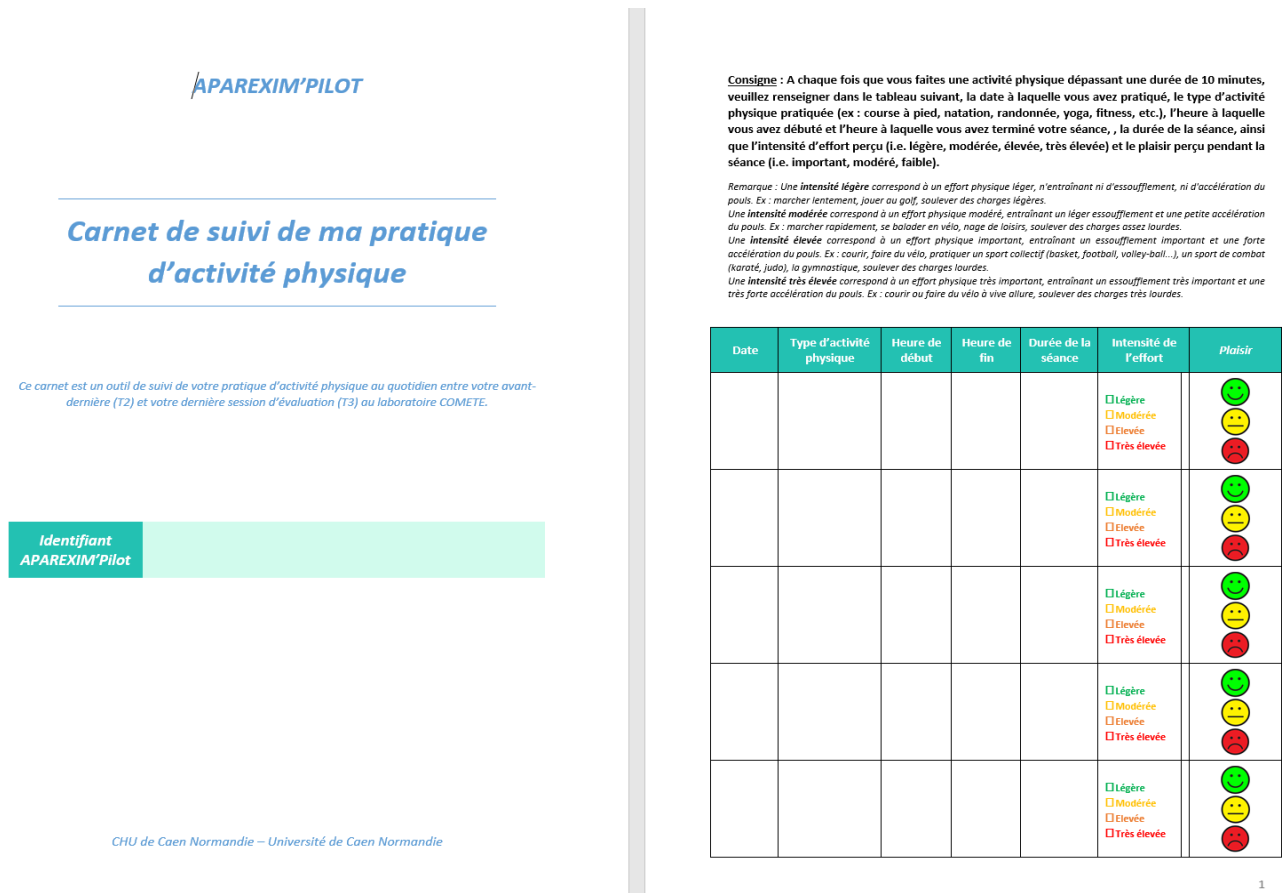 APAREXIM'PILOT
Carnet de suivi de ma pratique
d'activité physique
Ce carnet est un outil de suivi de votre pratique d'activité physique au quotidien entre votre avant-
dernière (T2) et votre dernière session d'évaluation (T3) au laboratoire COMETE.
Identifiant
APAREXIM'Pilot
CHU de Caen Normandie – Université de Caen Normandie
Consigne : A chaque fois que vous faites une activité physique dépassant une durée de 10 minutes,
veuillez renseigner dans le tableau suivant, la date à laquelle vous avez pratiqué, le type d'activité
physique pratiquée (ex : course à pied, natation, randonnée, yoga, fitness, etc.), l'heure à laquelle
vous avez débuté et l'heure à laquelle vous avez terminé votre séance, , la durée de la séance, ainsi
que l'intensité d'effort perçu (i.e. légère, modérée, élevée, très élevée) et le plaisir perçu pendant la
séance (i.e. important, modéré, faible).
Remarque : Une intensité légère correspond à un effort physique léger, n'entraînant ni d'essoufflement, ni d'accélération du
pouls. Ex : marcher lentement, jouer au golf, soulever des charges légères.
Une intensité modérée correspond à un effort physique modéré, entraînant un léger essoufflement et une petite accélération
du pouls. Ex : marcher rapidement, se balader en vélo, nage de loisirs, soulever des charges assez lourdes.
Une intensité élevée correspond à un effort physique important, entraînant un essoufflement important et une forte
accélération du pouls. Ex : courir, faire du vélo, pratiquer un sport collectif (basket, football, volley-ball...), un sport de combat
(karaté, judo), la gymnastique, soulever des charges lourdes.
Une intensité très élevée correspond à un effort physique très important, entraînant un essoufflement très important et une
très forte accélération du pouls. Ex : courir ou faire du vélo à vive allure, soulever des charges très lourdes.
Date
Type d'activité
physique
Heure de
début
Heure de
fin
Durée de la
séance
Intensité de
l'effort
Plaisir
☐ Légère
☐ Modérée
☐ Elevée
☐ Très élevée
☐ Légère
☐ Modérée
☐ Elevée
☐ Très élevée
☐ Légère
☐ Modérée
☐ Elevée
☐ Très élevée
☐ Légère
☐ Modérée
☐ Elevée
☐ Très élevée
☐ Légère
☐ Modérée
☐ Elevée
☐ Très élevée
1